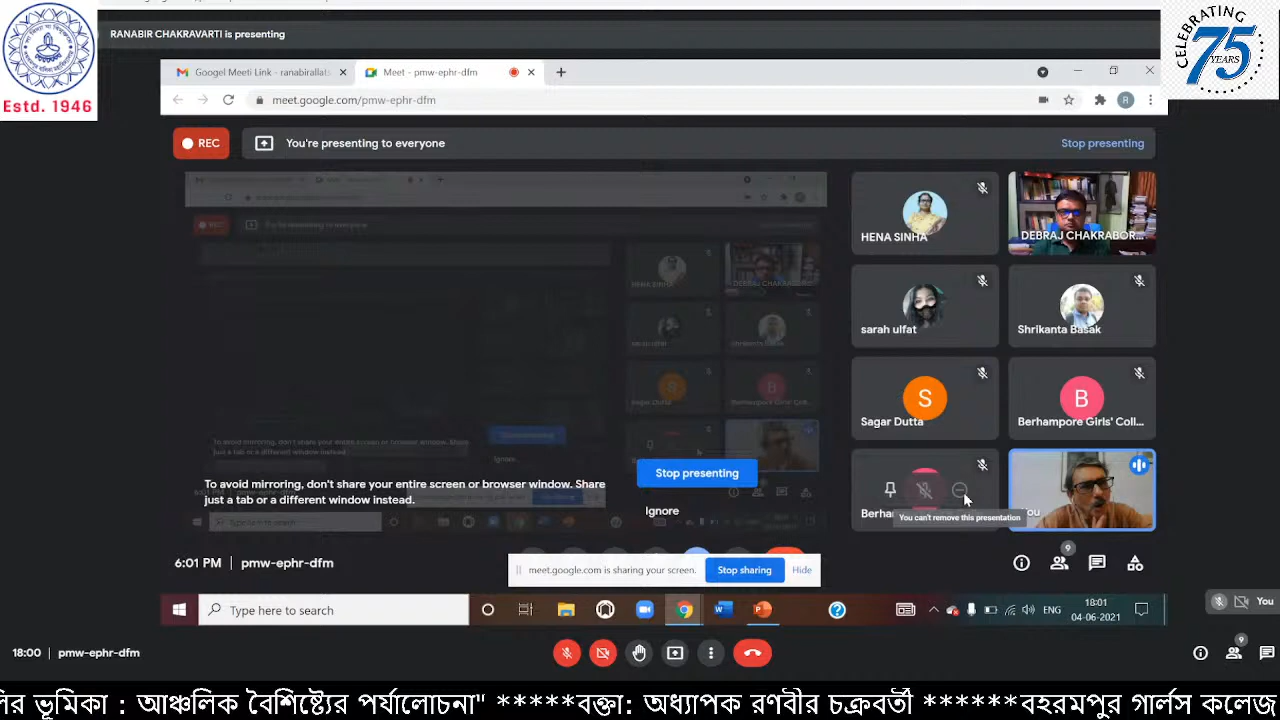 CELEBRATING
75
YEARS
Estd. 1946
RANABIR CHAKRAVARTI is presenting
Googel Meeti Link - ranabirallat
Meet - pmw-ephr-dfm
meet.google.com/pmw-ephr-dfm
R
REC
You're presenting to everyone
Stop presenting
HENA SINHA
DEBRAJ CHAKRABOR...
sarah ulfat
Shrikanta Basak
S
Sagar Dutta
B
Berhampore Girls' Coll...
You can't remove this presentation
You
To avoid mirroring, don't share your entire screen or browser window. Share
just a tab or a different window instead.
Stop presenting
Ignore
6:01 PM | pmw-ephr-dfm
9
meet.google.com is sharing your screen.
Stop sharing
Hide
Type here to search
ENG
18:01
04-06-2021
You
18:00 | pmw-ephr-dfm
9
ভূমিকা : আঞ্চলিক বৈশিষ্ট্যের পর্যালোচনা" *****বক্তা: অধ্যাপক রণবীর চক্রবর্তী ******বহরমপুর গার্লস কলেজ